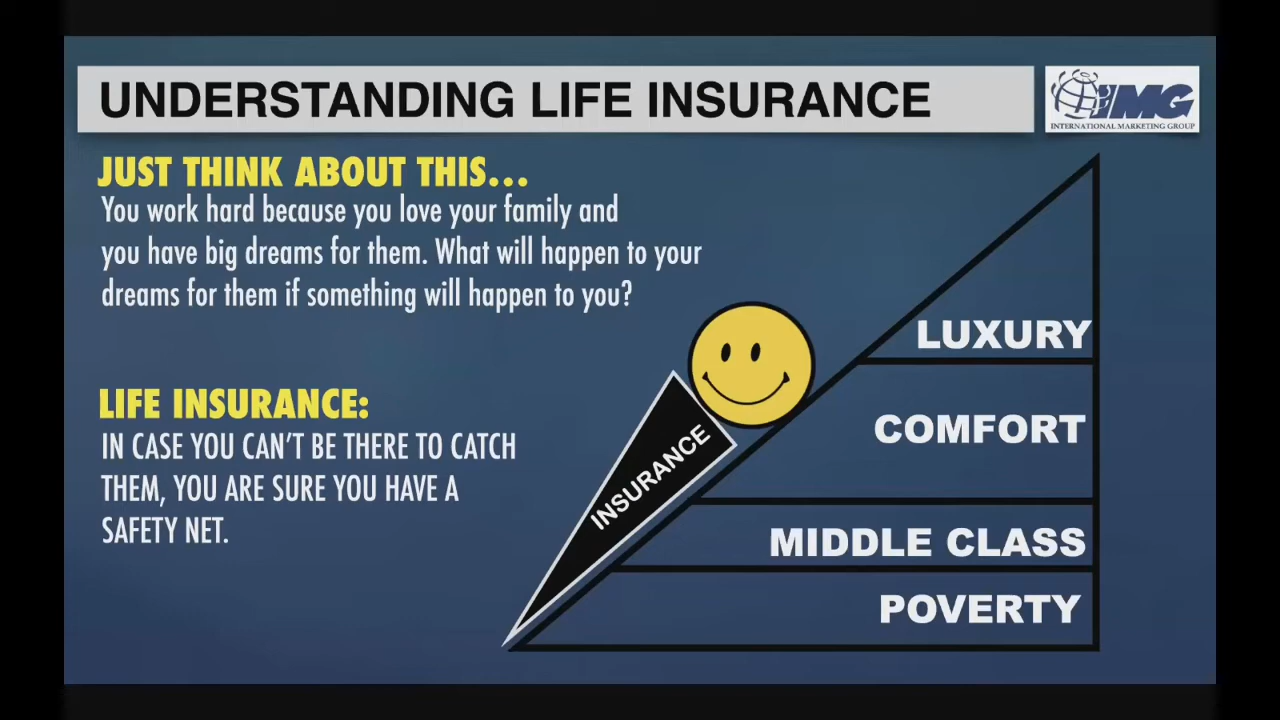 UNDERSTANDING LIFE INSURANCE
IMG
INTERNATIONAL MARKETING GROUP
JUST THINK ABOUT THIS...
You work hard because you love your family and
you have big dreams for them. What will happen to your
dreams for them if something will happen to you?
LIFE INSURANCE:
IN CASE YOU CAN'T BE THERE TO CATCH
THEM, YOU ARE SURE YOU HAVE A
SAFETY NET.
INSURANCE
LUXURY
COMFORT
MIDDLE CLASS
POVERTY